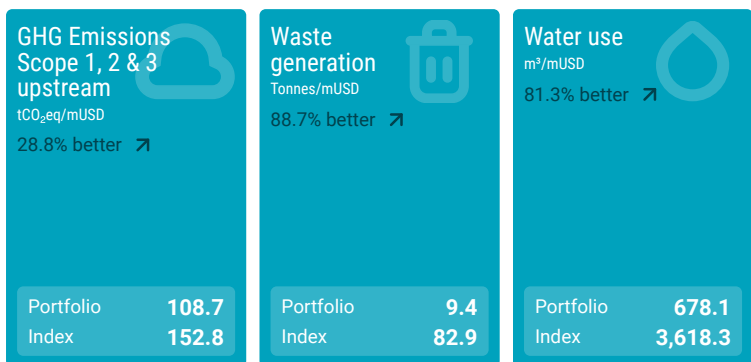 GHG Emissions
Scope 1, 2 & 3
upstream
tCO₂eq/mUSD
28.8% better
Portfolio 108.7
Index 152.8
Waste
generation
Tonnes/mUSD
88.7% better
Portfolio 9.4
Index 82.9
Water use
m³/mUSD
81.3% better
Portfolio 678.1
Index 3,618.3